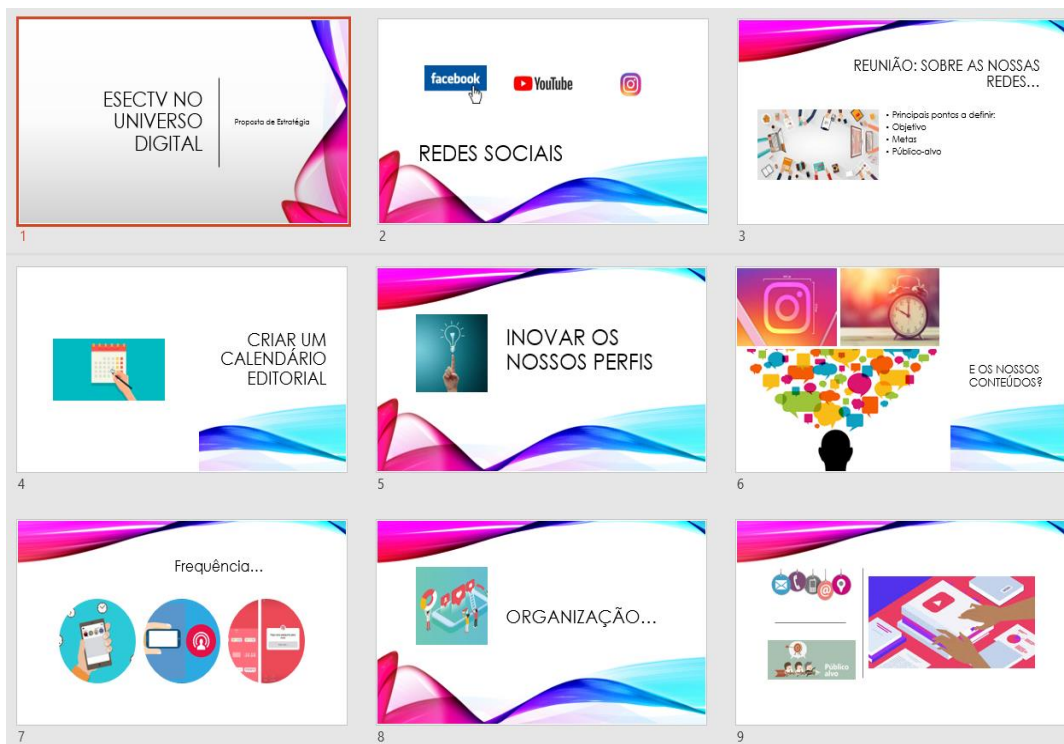 ESECTV NO
UNIVERSO
DIGITAL
Proposta de Estratégia
1
facebook
YouTube
REDES SOCIAIS
2
REUNIÃO: SOBRE AS NOSSAS
REDES...
• Principais pontos a definir:
• Objetivo
• Metas
• Público-alvo
3
CRIAR UM
CALENDÁRIO
EDITORIAL
4
INOVAR OS
NOSSOS PERFIS
5
E OS NOSSOS
CONTEÚDOS?
6
Frequência...
7
ORGANIZAÇÃO...
8
@
Público
alvo
9